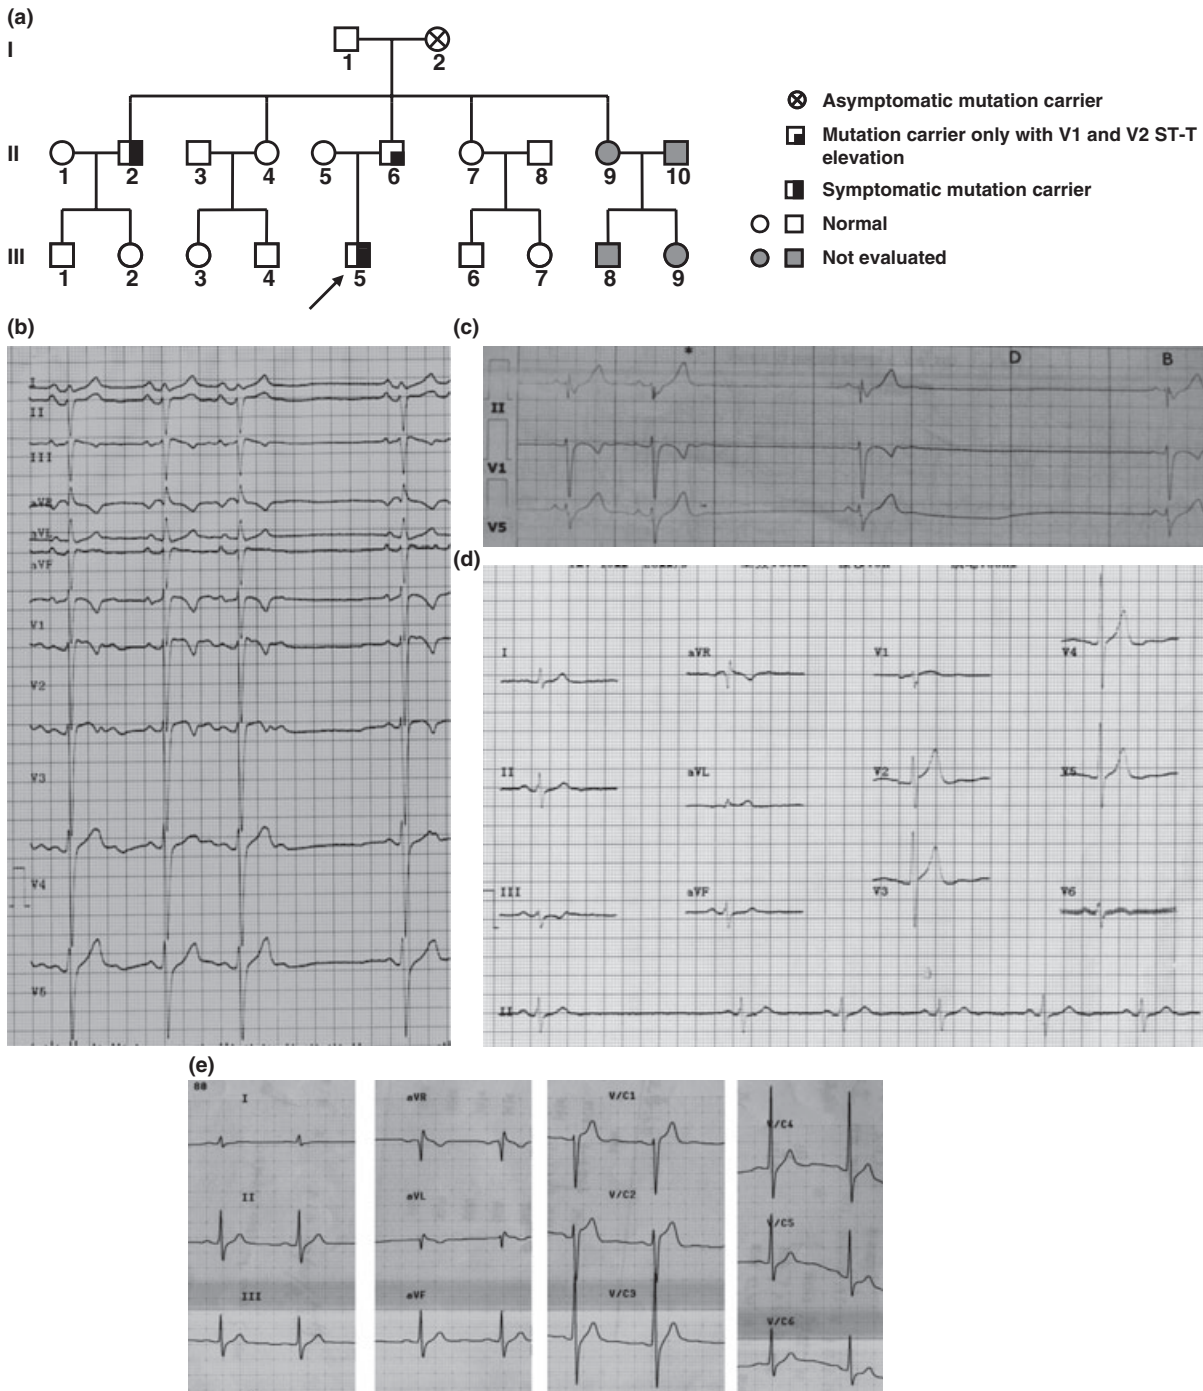 (a)
I
1
2
Asymptomatic mutation carrier
Mutation carrier only with V1 and V2 ST-T
elevation
Symptomatic mutation carrier
Normal
Not evaluated
II
1
2
3
4
5
6
7
8
9
10
III
1
2
3
4
5
6
7
8
9
(b)
I
II
III
aVR
aVL
aVF
V1
V2
V3
V4
(c)
*
D
B
II
V1
V5
(d)
I
aVR
V1
V4
II
aVL
V2
V5
III
aVF
V3
V6
II
(e)
I
aVR
V/C1
V/C4
II
aVL
V/C2
V/C5
III
aVF
V/C3
V/C6